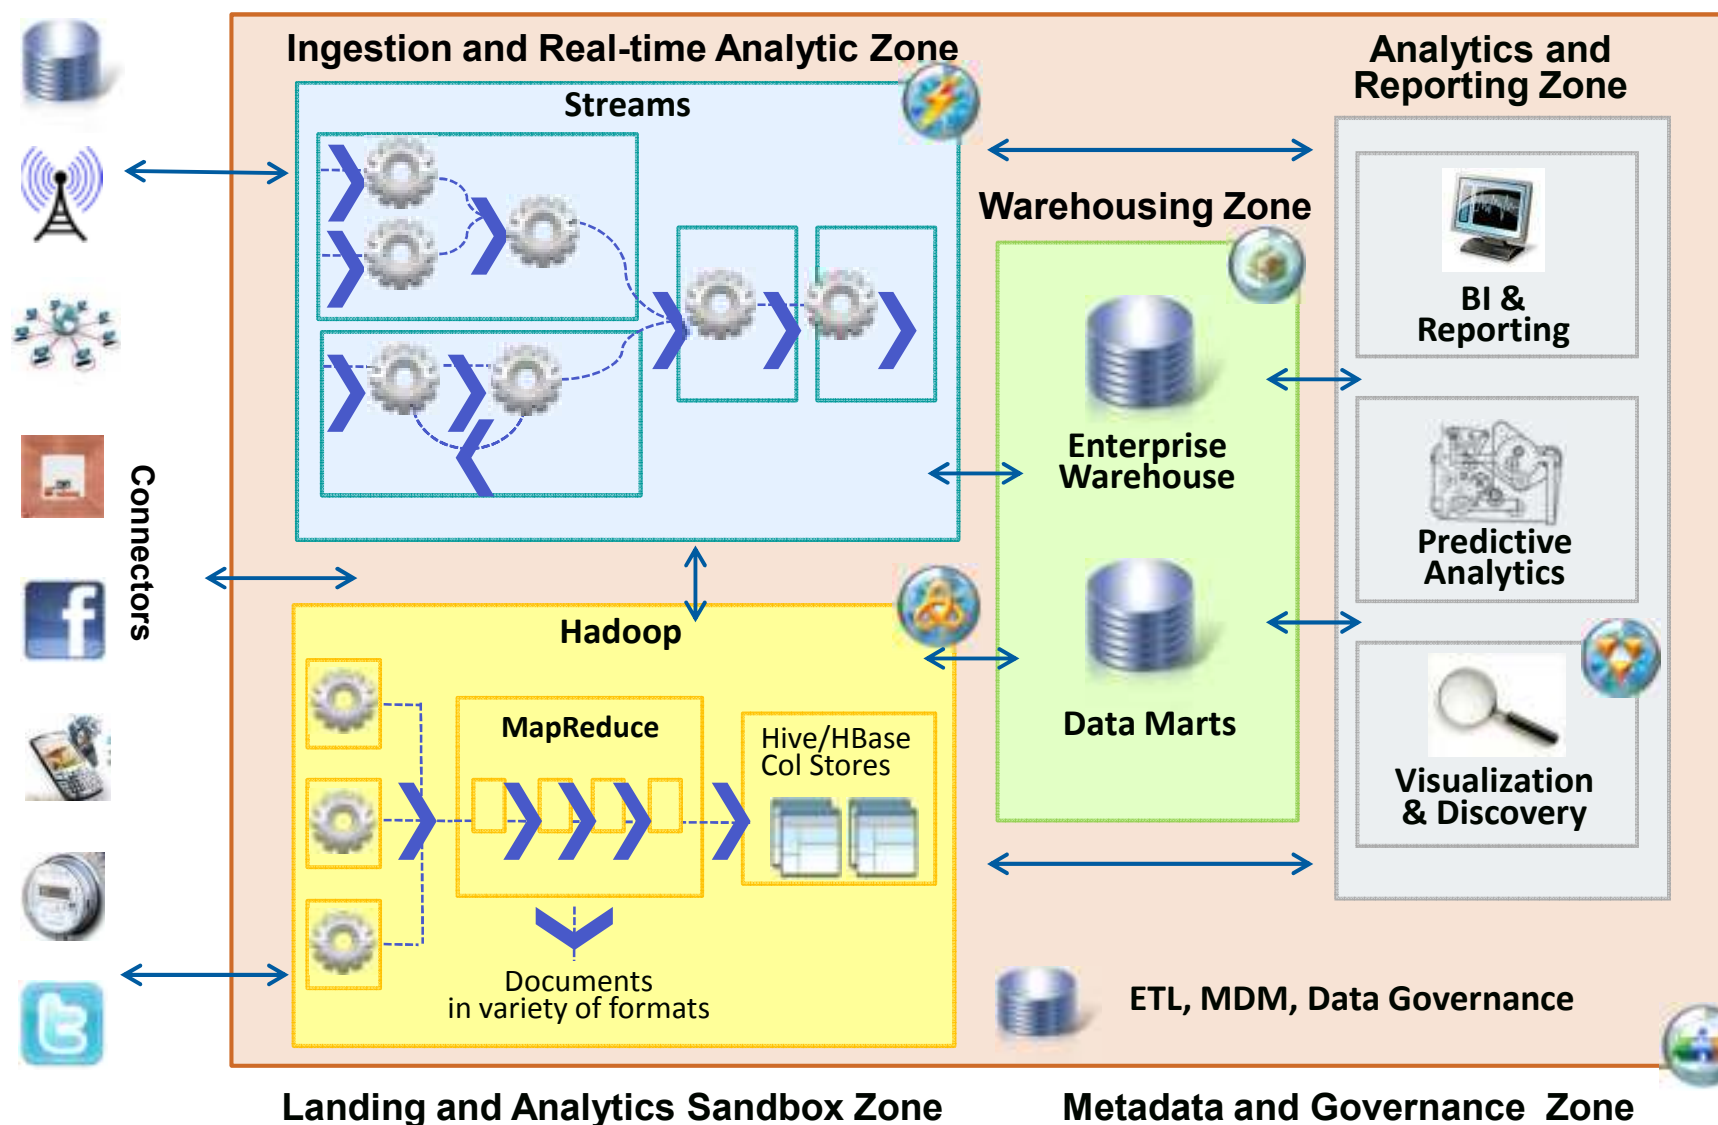 Ingestion and Real-time Analytic Zone
Streams
Analytics and
Reporting Zone
Warehousing Zone
BI &
Reporting
Enterprise
Warehouse
Predictive
Analytics
Connectors
f
Hadoop
MapReduce
Hive/HBase
Col Stores
Data Marts
Visualization
& Discovery
Documents
in variety of formats
ETL, MDM, Data Governance
t
Landing and Analytics Sandbox Zone
Metadata and Governance Zone